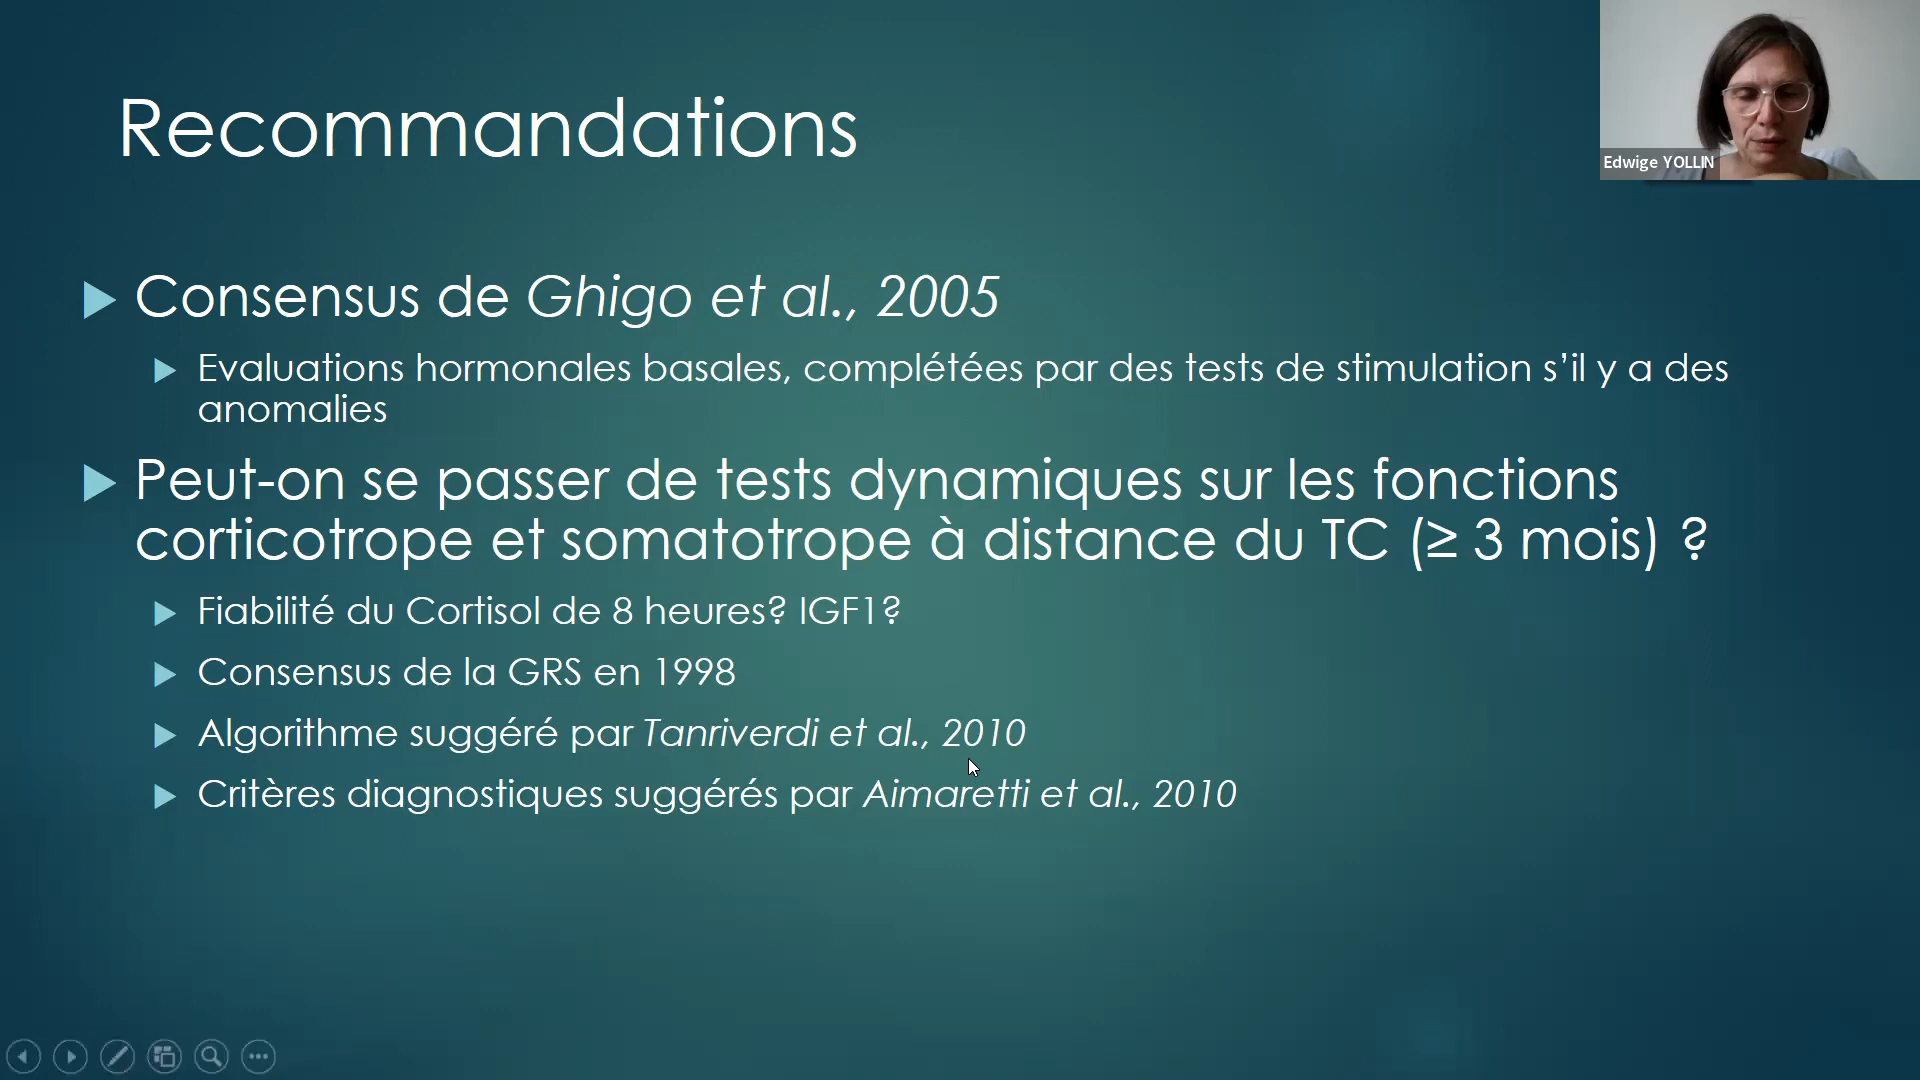 Recommandations
Edwige YOLLIN
Consensus de Ghigo et al., 2005
Evaluations hormonales basales, complétées par des tests de stimulation s’il y a des
anomalies
Peut-on se passer de tests dynamiques sur les fonctions
corticotrope et somatotrope à distance du TC (≥ 3 mois) ?
Fiabilité du Cortisol de 8 heures? IGF1?
Consensus de la GRS en 1998
Algorithme suggéré par Tanriverdi et al., 2010
Critères diagnostiques suggérés par Aimaretti et al., 2010